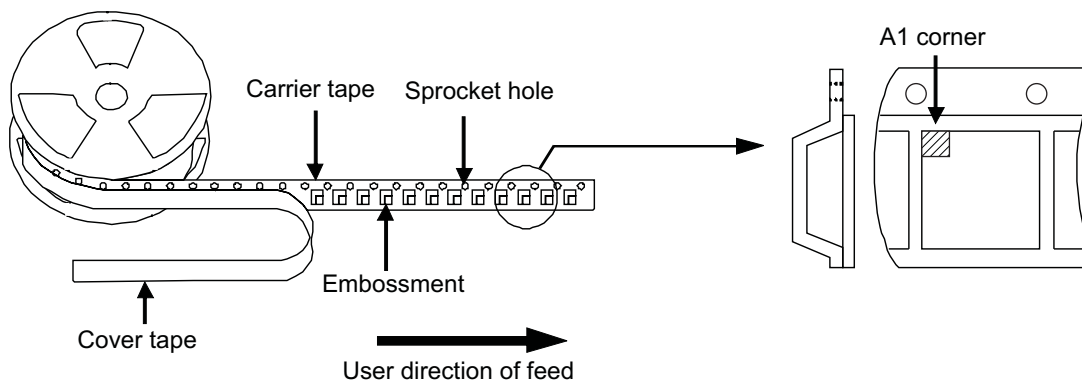 A1 corner
Carrier tape
Sprocket hole
Embossment
Cover tape
User direction of feed